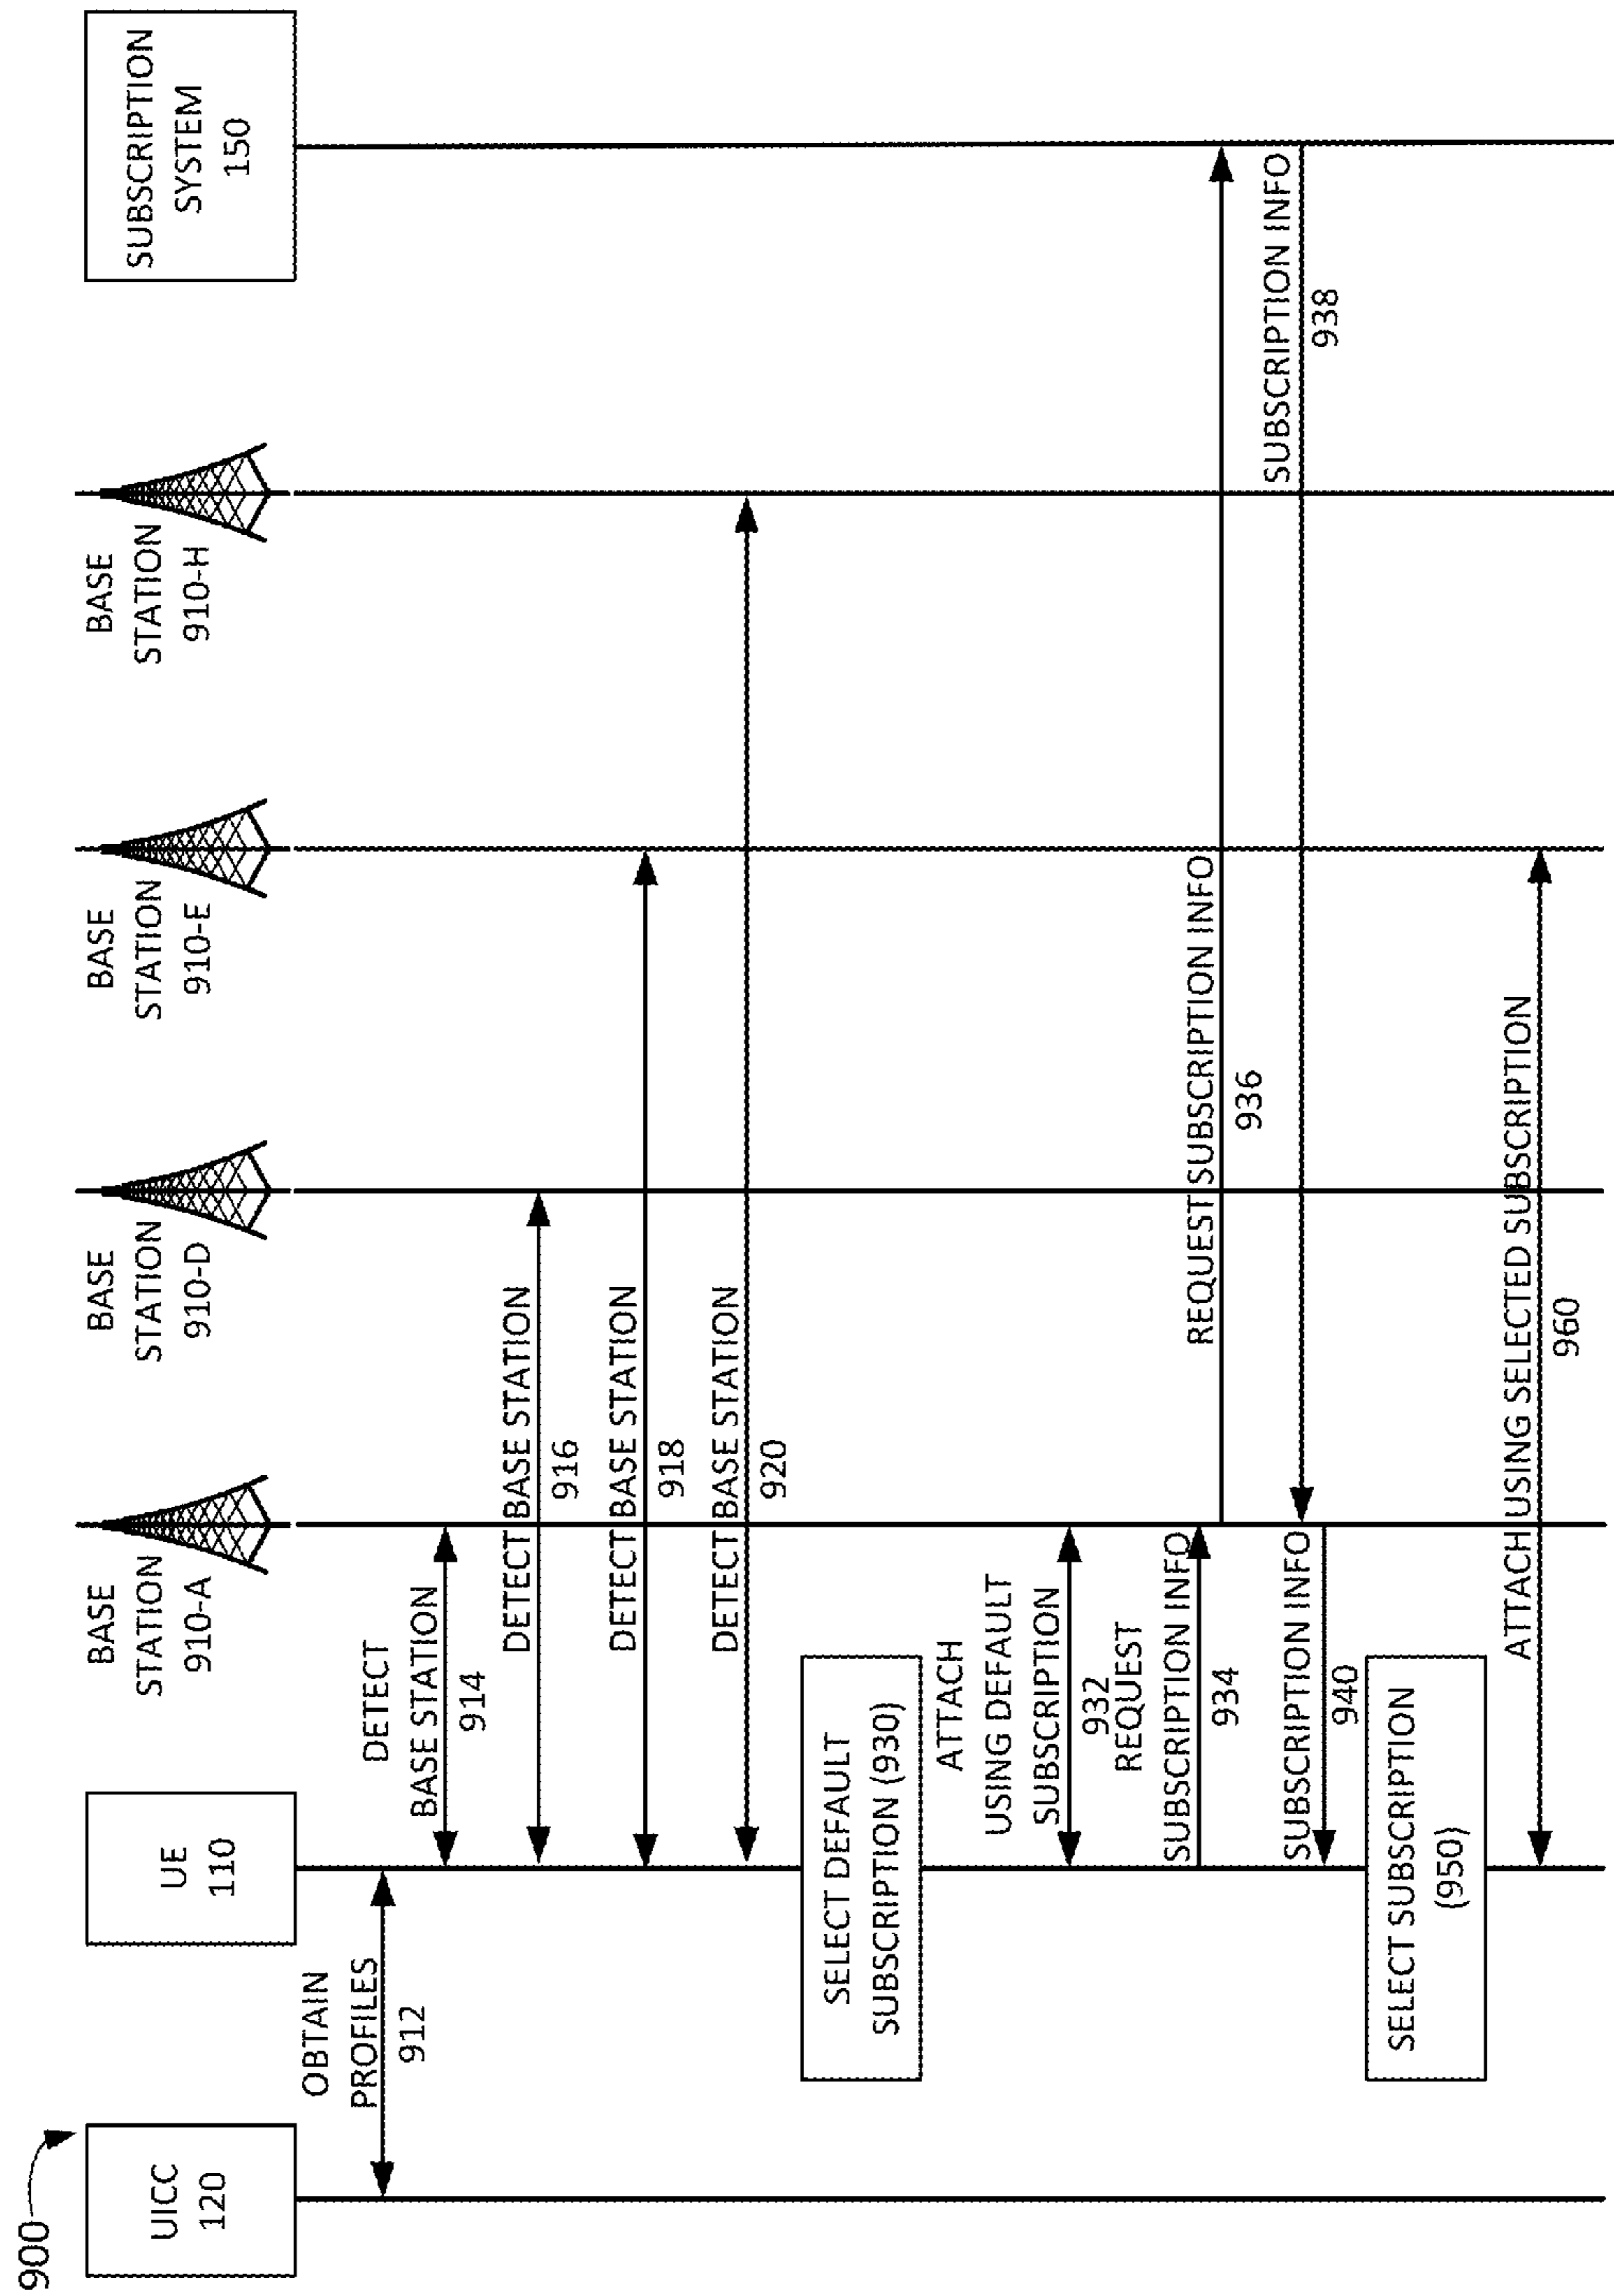 900
UICC
120
UE
110
BASE
STATION
910-A
BASE
STATION
910-D
BASE
STATION
910-E
BASE
STATION
910-H
SUBSCRIPTION
SYSTEM
150
OBTAIN
PROFILES
912
DETECT
BASE STATION
914
DETECT BASE STATION
916
DETECT BASE STATION
918
DETECT BASE STATION
920
SELECT DEFAULT
SUBSCRIPTION (930)
ATTACH
USING DEFAULT
SUBSCRIPTION
932
REQUEST
SUBSCRIPTION INFO
934
REQUEST SUBSCRIPTION INFO
936
SUBSCRIPTION INFO
938
SUBSCRIPTION INFO
940
SELECT SUBSCRIPTION
(950)
ATTACH USING SELECTED SUBSCRIPTION
960